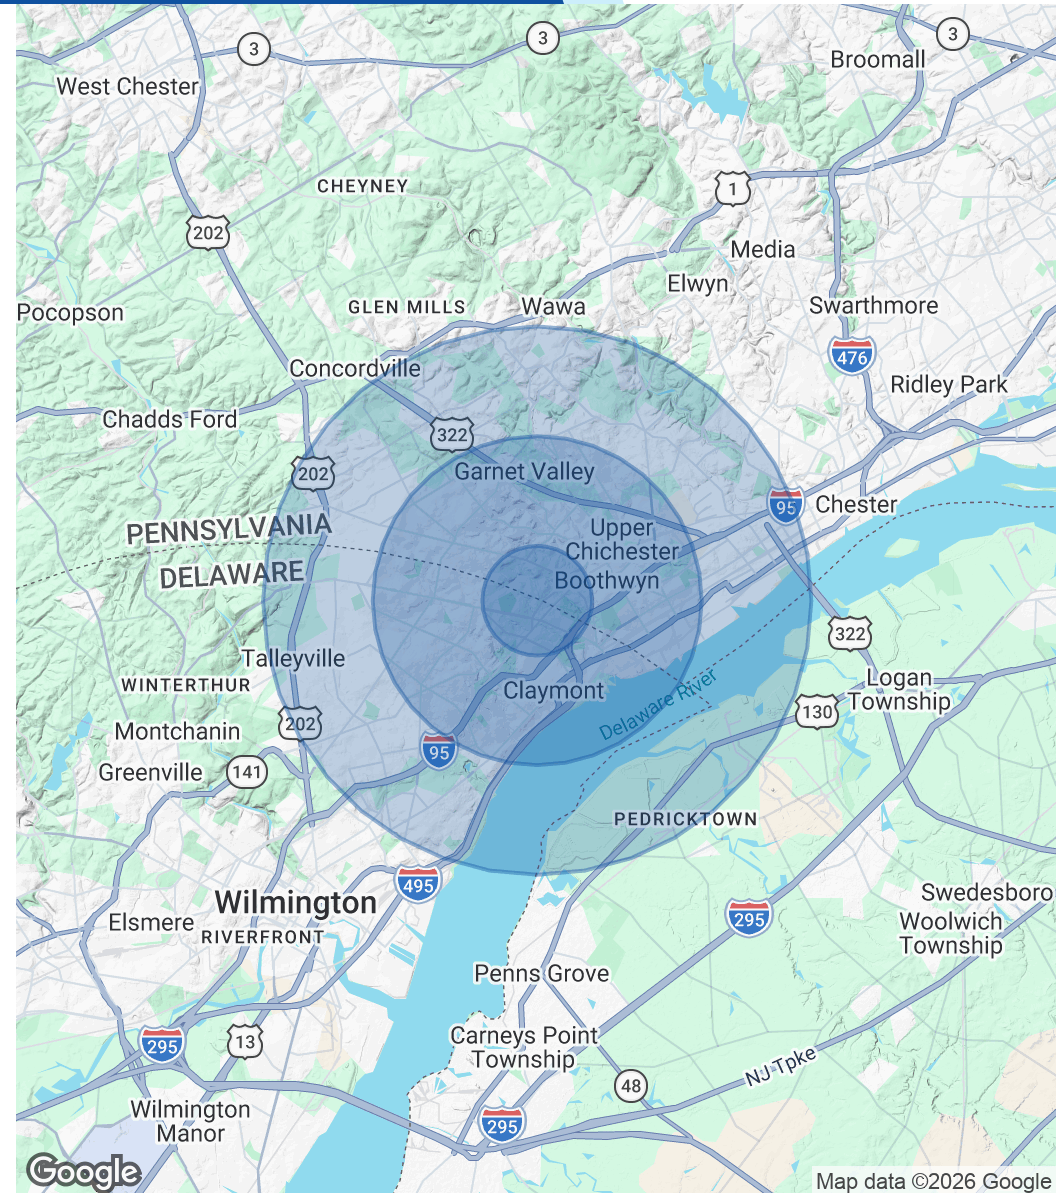 3
3
3
Broomall
West Chester
CHEYNEY
1
202
Media
Elwyn
GLEN MILLS
Wawa
Swarthmore
Pocopson
476
Concordville
Ridley Park
Chadds Ford
322
202
Garnet Valley
95
Chester
PENNSYLVANIA
Upper
Chichester
DELAWARE
Boothwyn
322
Talleyville
WINTERTHUR
Claymont
Logan
Township
Delaware River
130
202
Montchanin
95
Greenville
141
PEDRICKTOWN
495
Wilmington
Swedesboro
295
Elsmere
RIVERFRONT
Woolwich
Township
Penns Grove
295
13
Carneys Point
Township
NJ Tpke
48
Wilmington
Manor
295
Google
Map data ©2026 Google